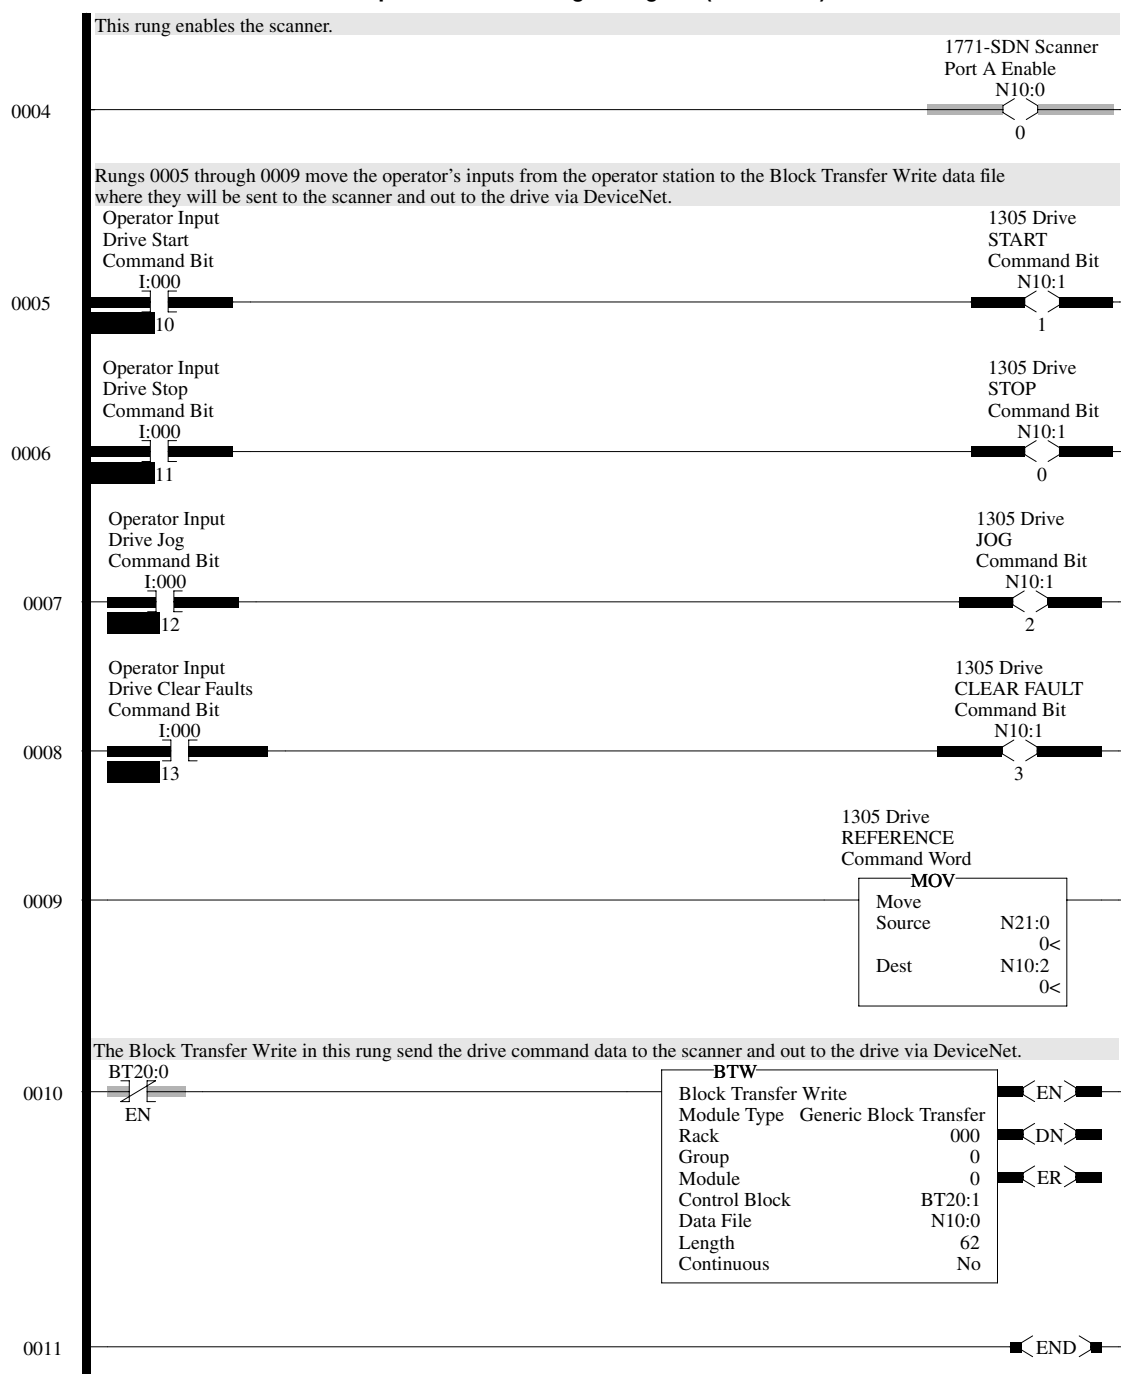 This rung enables the scanner.
1771-SDN Scanner
Port A Enable
N10:0
0004
0
Rungs 0005 through 0009 move the operator's inputs from the operator station to the Block Transfer Write data file
where they will be sent to the scanner and out to the drive via DeviceNet.
Operator Input
Drive Start
Command Bit
I:000
1305 Drive
START
Command Bit
N10:1
0005
10
1
Operator Input
Drive Stop
Command Bit
I:000
1305 Drive
STOP
Command Bit
N10:1
0006
11
0
Operator Input
Drive Jog
Command Bit
I:000
1305 Drive
JOG
Command Bit
N10:1
0007
12
2
Operator Input
Drive Clear Faults
Command Bit
I:000
1305 Drive
CLEAR FAULT
Command Bit
N10:1
0008
13
3
1305 Drive
REFERENCE
Command Word
MOV
0009
Move
Source N21:0
0<
Dest N10:2
0<
The Block Transfer Write in this rung send the drive command data to the scanner and out to the drive via DeviceNet.
BT20:0
0010
EN
BTW
Block Transfer Write
Module Type Generic Block Transfer
Rack 000
Group 0
Module 0
Control Block BT20:1
Data File N10:0
Length 62
Continuous No
EN
DN
ER
0011
END